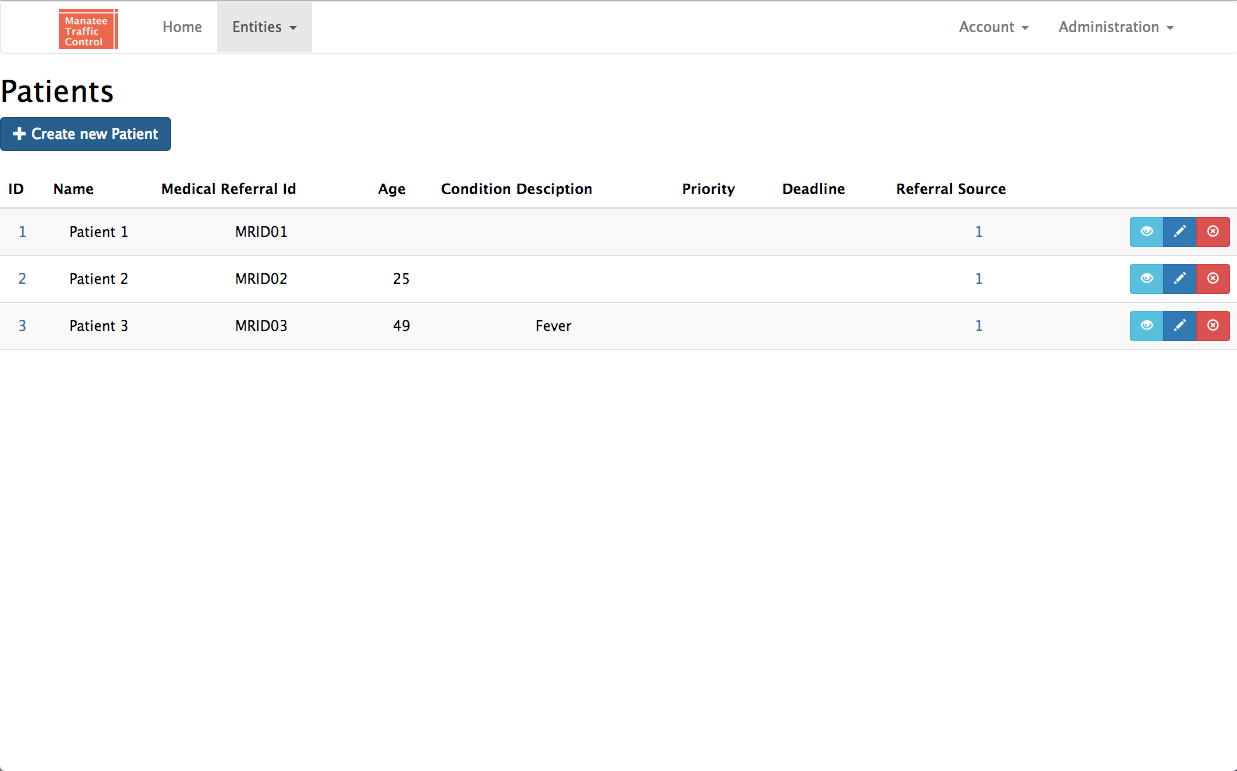 Manatee
Traffic
Control
Home Entities Account Administration
Patients
Create new Patient
ID Name Medical Referral Id Age Condition Desciption Priority Deadline Referral Source
1 Patient 1 MRID01 1
2 Patient 2 MRID02 25 1
3 Patient 3 MRID03 49 Fever 1